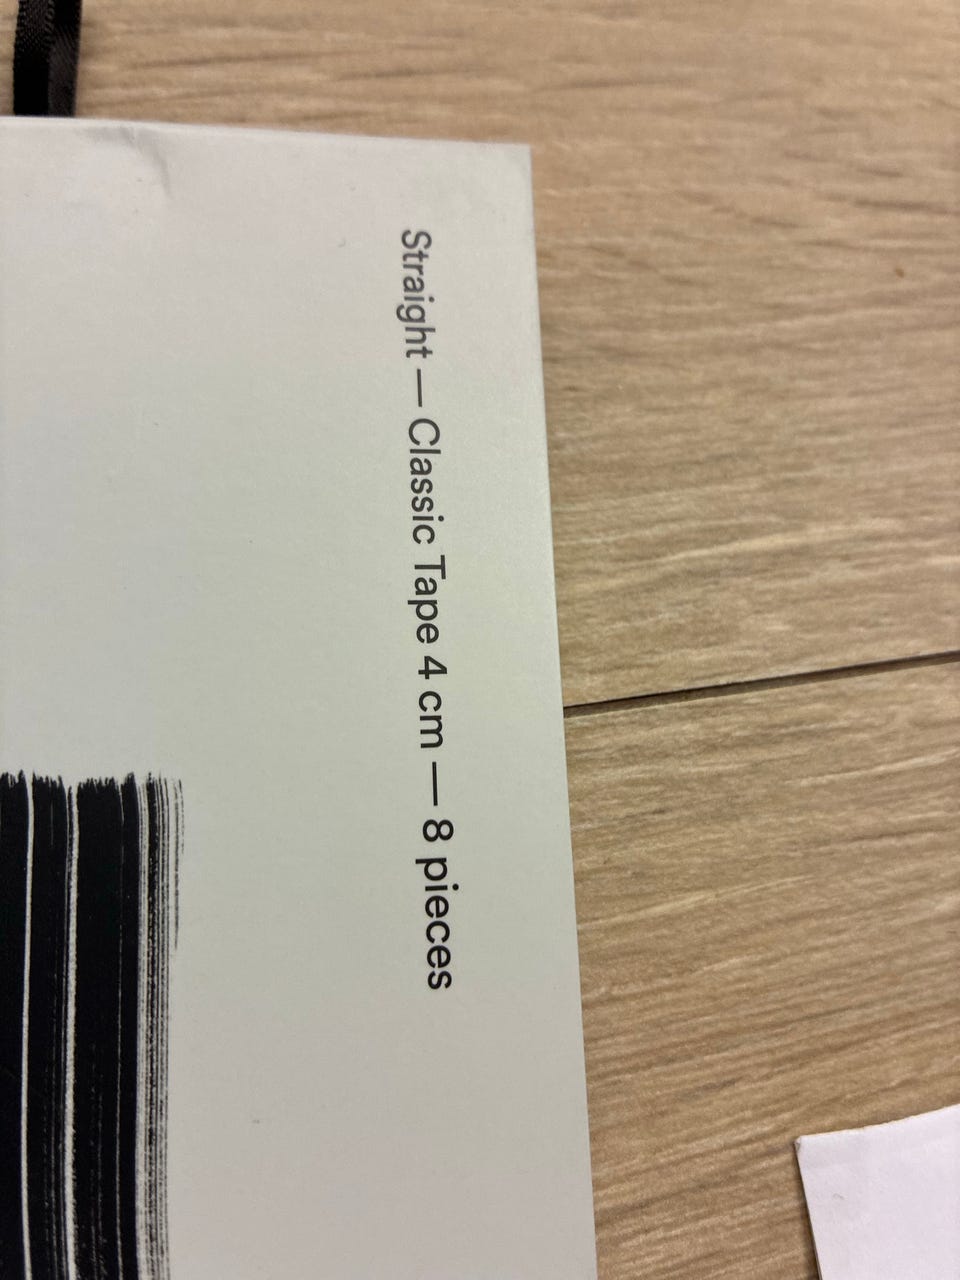 Straight — Classic Tape 4 cm — 8 pieces